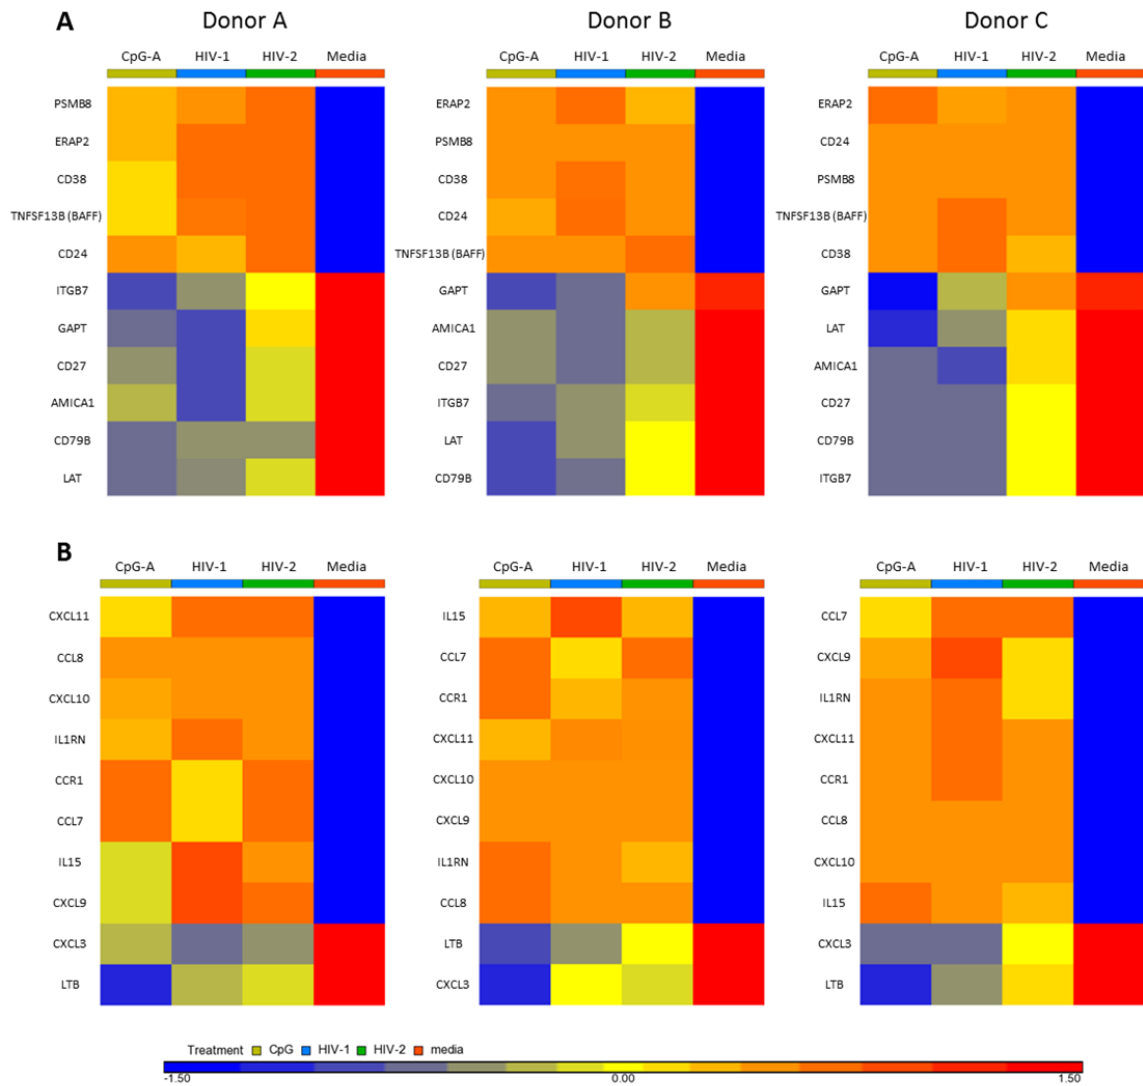 A
Donor A
Donor B
Donor C
CpG-A HIV-1 HIV-2 Media
PSMB8
ERAP2
CD38
TNFSF13B (BAFF)
CD24
ITGB7
GAPT
CD27
AMICA1
CD79B
LAT
CpG-A HIV-1 HIV-2 Media
ERAP2
PSMB8
CD38
CD24
TNFSF13B (BAFF)
GAPT
AMICA1
CD27
ITGB7
LAT
CD79B
CpG-A HIV-1 HIV-2 Media
ERAP2
CD24
PSMB8
TNFSF13B (BAFF)
CD38
GAPT
LAT
AMICA1
CD27
CD79B
ITGB7
B
CpG-A HIV-1 HIV-2 Media
CXCL11
CCL8
CXCL10
IL1RN
CCR1
CCL7
IL15
CXCL9
CXCL3
LTB
CpG-A HIV-1 HIV-2 Media
IL15
CCL7
CCR1
CXCL11
CXCL10
CXCL9
IL1RN
CCL8
LTB
CXCL3
CpG-A HIV-1 HIV-2 Media
CCL7
CXCL9
IL1RN
CXCL11
CCR1
CCL8
CXCL10
IL15
CXCL3
LTB
Treatment CpG HIV-1 HIV-2 media
-1.50 0.00 1.50